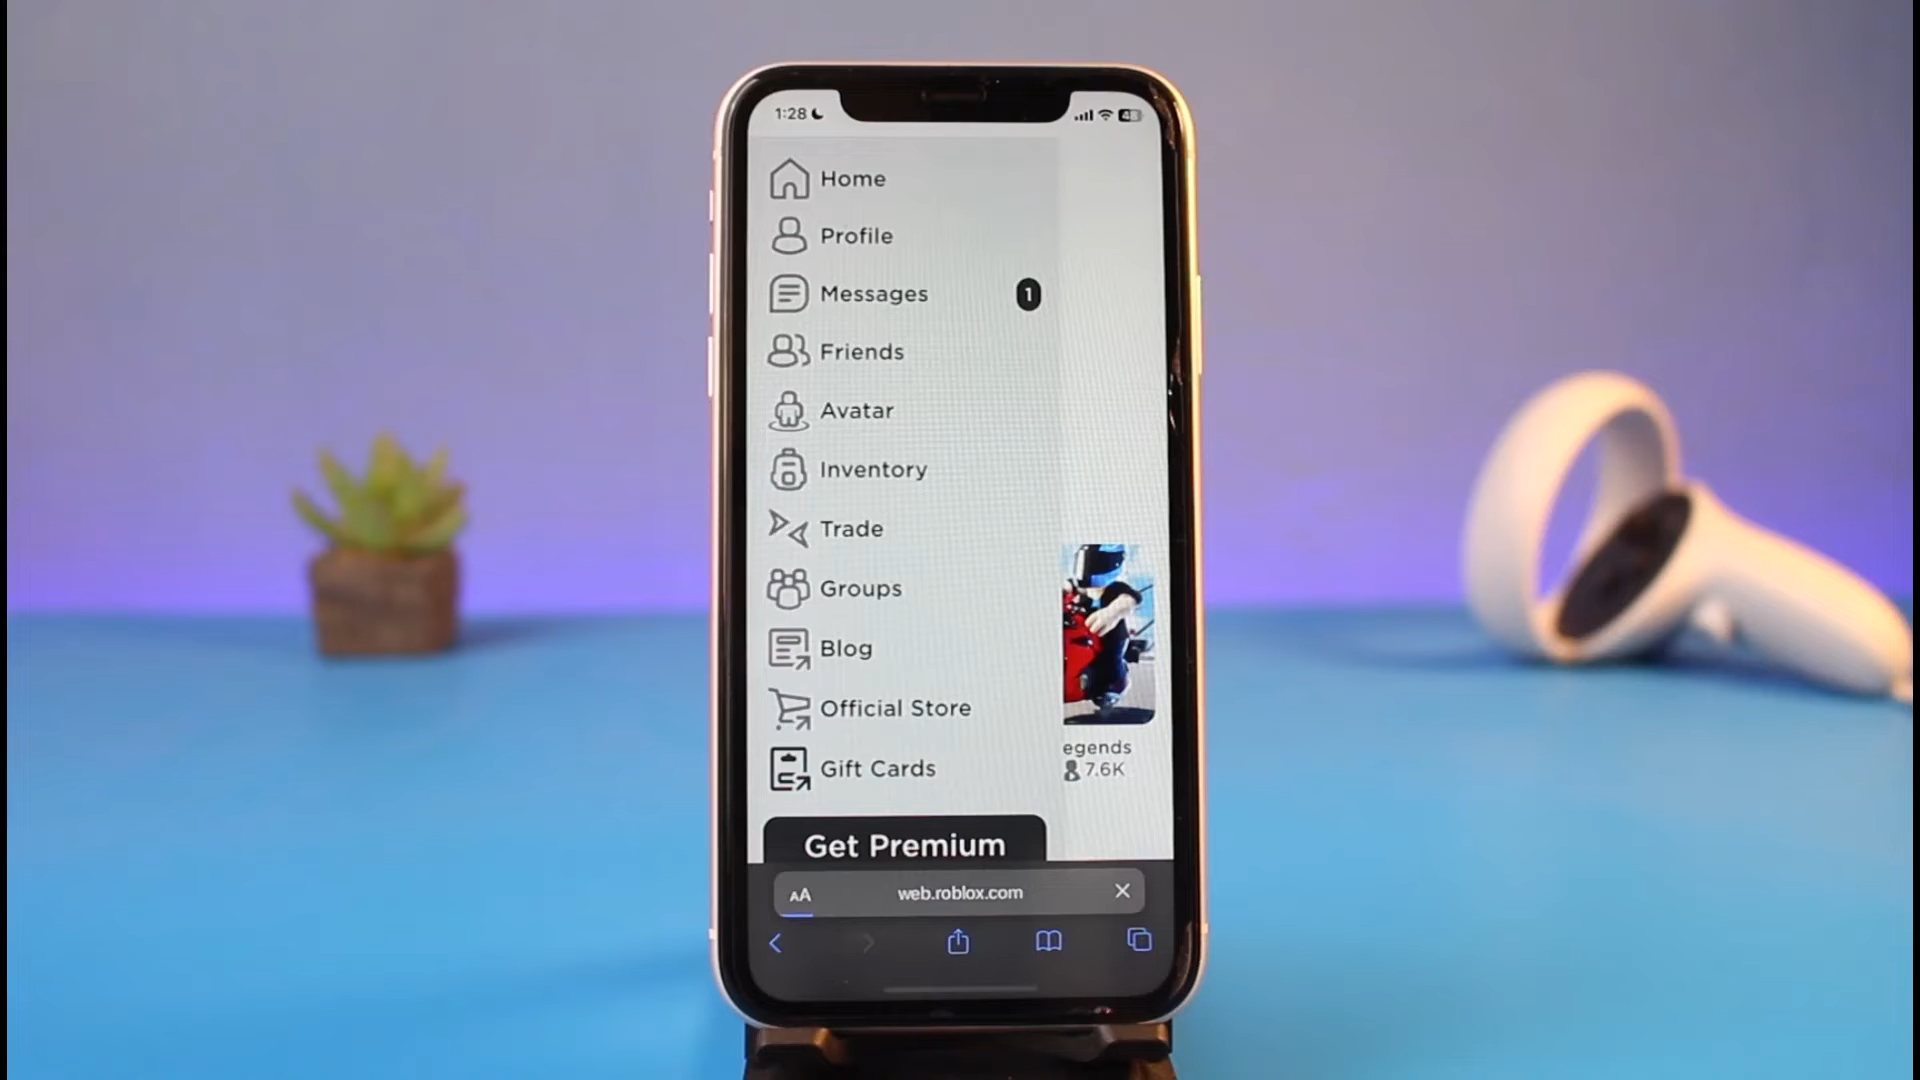 1:28
Home
Profile
Messages
1
Friends
Avatar
Inventory
Trade
Groups
Blog
Official Store
Gift Cards
egends
7.6K
Get Premium
AA
web.roblox.com